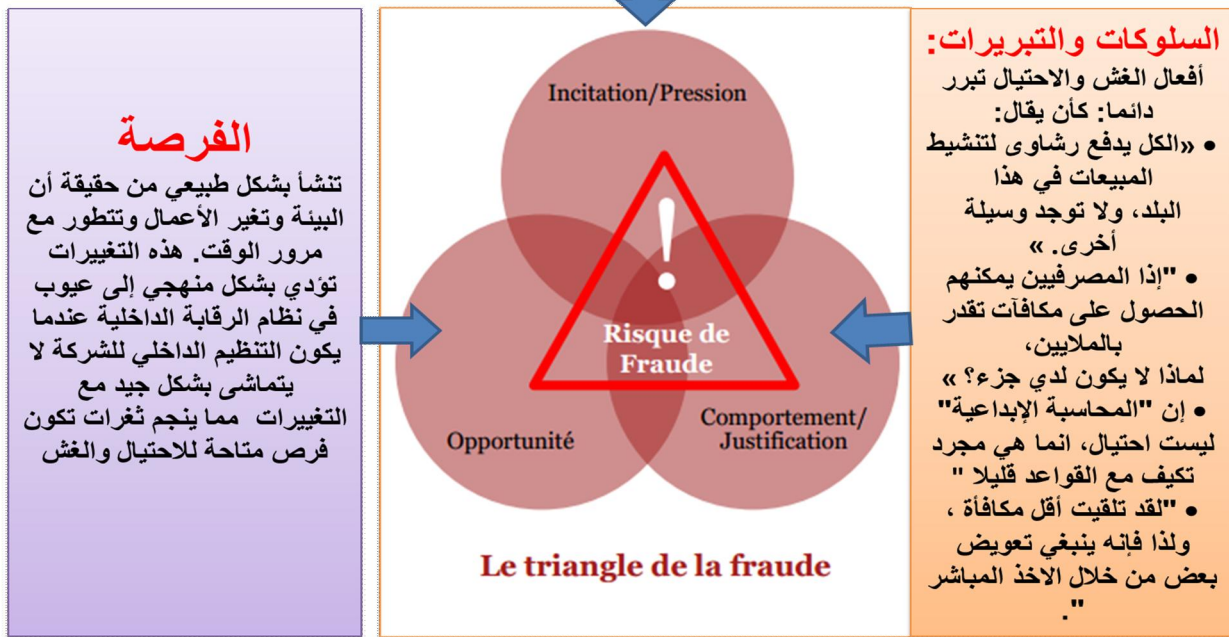 السلوكات والتبريرات:
أفعال الغش والاحتيال تبرر
دائما: كأن يقال:
• «الكل يدفع رشاوى لتنشيط
المبيعات في هذا
البلد، ولا توجد وسيلة
أخرى. »
• "إذا المصرفيين يمكنهم
الحصول على مكافآت تقدر
بالملايين،
لماذا لا يكون لدي جزء؟ »
• إن "المحاسبة الإبداعية"
ليست احتيال، انما هي مجرد
تكيف مع القواعد قليلا "
• "لقد تلقيت أقل مكافأة ،
ولذا فإنه ينبغي تعويض
بعض من خلال الاخذ المباشر
".
Incitation/Pression
!
Risque de
Fraude
Opportunité
Comportement/
Justification
Le triangle de la fraude
الفرصة
تنشأ بشكل طبيعي من حقيقة أن
البيئة وتغير الأعمال وتتطور مع
مرور الوقت. هذه التغييرات
تؤدي بشكل منهجي إلى عيوب
في نظام الرقابة الداخلية عندما
يكون التنظيم الداخلي للشركة لا
يتماشى بشكل جيد مع
التغييرات مما ينجم ثغرات تكون
فرص متاحة للاحتيال والغش